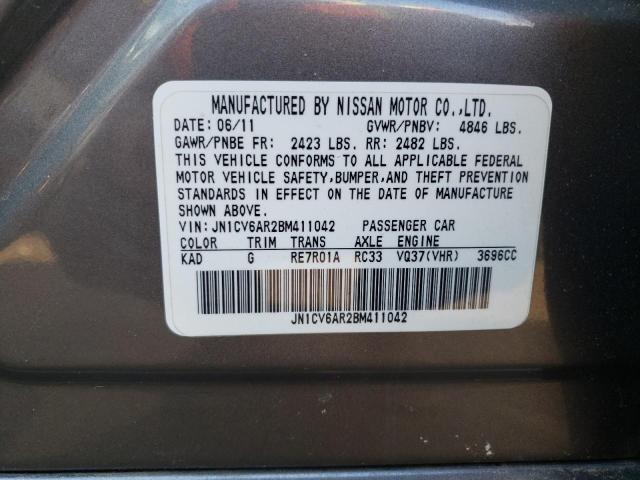 MANUFACTURED BY NISSAN MOTOR CO.,LTD.
DATE: 06/11 GVWR/PNBV: 4846 LBS.
GAWR/PNBE FR: 2423 LBS. RR: 2482 LBS.
THIS VEHICLE CONFORMS TO ALL APPLICABLE FEDERAL
MOTOR VEHICLE SAFETY,BUMPER,AND THEFT PREVENTION
STANDARDS IN EFFECT ON THE DATE OF MANUFACTURE
SHOWN ABOVE.
VIN: JN1CV6AR2BM411042 PASSENGER CAR
COLOR TRIM TRANS AXLE ENGINE
KAD G RE7R01A RC33 VQ37(VHR) 3696CC
JN1CV6AR2BM411042